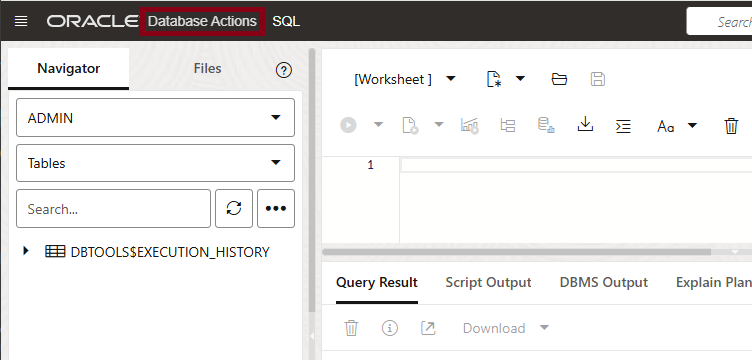 ORACLE Database Actions SQL Search
Navigator Files
ADMIN
Tables
Search...
DBTOOLS$EXECUTION_HISTORY
[Worksheet ]
Aa
1
Query Result Script Output DBMS Output Explain Plan
Download